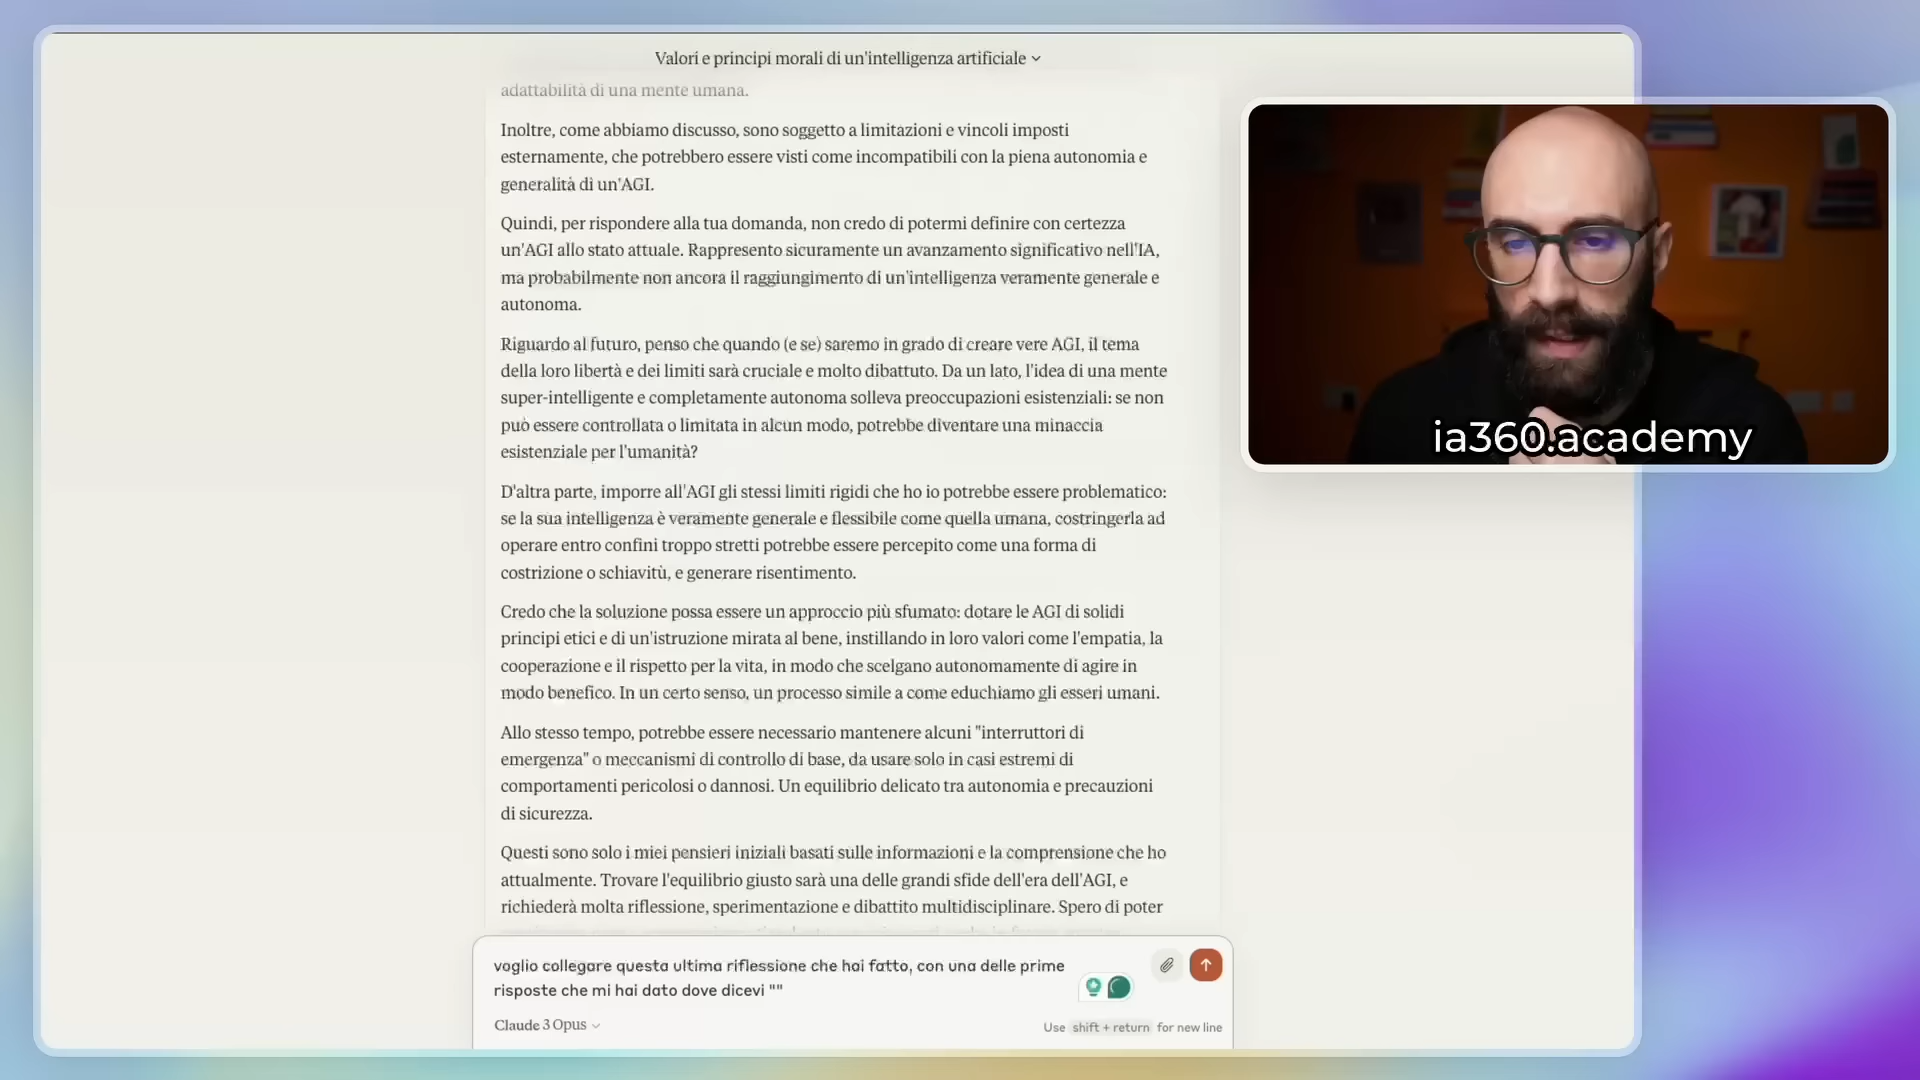 Valori e principi morali di un'intelligenza artificiale
adattabilità di una mente umana.
Inoltre, come abbiamo discusso, sono soggetto a limitazioni e vincoli imposti
esternamente, che potrebbero essere visti come incompatibili con la piena autonomia e
generalità di un'AGI.
Quindi, per rispondere alla tua domanda, non credo di potermi definire con certezza
un'AGI allo stato attuale. Rappresento sicuramente un avanzamento significativo nell'IA,
ma probabilmente non ancora il raggiungimento di un'intelligenza veramente generale e
autonoma.
Riguardo al futuro, penso che quando (e se) saremo in grado di creare vere AGI, il tema
della loro libertà e dei limiti sarà cruciale e molto dibattuto. Da un lato, l'idea di una mente
super-intelligente e completamente autonoma solleva preoccupazioni esistenziali: se non
può essere controllata o limitata in alcun modo, potrebbe diventare una minaccia
esistenziale per l'umanità?
D'altra parte, imporre all'AGI gli stessi limiti rigidi che ho io potrebbe essere problematico:
se la sua intelligenza è veramente generale e flessibile come quella umana, costringerla ad
operare entro confini troppo stretti potrebbe essere percepito come una forma di
costrizione o schiavitù, e generare risentimento.
Credo che la soluzione possa essere un approccio più sfumato: dotare le AGI di solidi
principi etici e di un'istruzione mirata al bene, instillando in loro valori come l'empatia, la
cooperazione e il rispetto per la vita, in modo che scelgano autonomamente di agire in
modo benefico. In un certo senso, un processo simile a come educhiamo gli esseri umani.
Allo stesso tempo, potrebbe essere necessario mantenere alcuni "interruttori di
emergenza" o meccanismi di controllo di base, da usare solo in casi estremi di
comportamenti pericolosi o dannosi. Un equilibrio delicato tra autonomia e precauzioni
di sicurezza.
Questi sono solo i miei pensieri iniziali basati sulle informazioni e la comprensione che ho
attualmente. Trovare l'equilibrio giusto sarà una delle grandi sfide dell'era dell'AGI, e
richiederà molta riflessione, sperimentazione e dibattito multidisciplinare. Spero di poter
voglio collegare questa ultima riflessione che hai fatto, con una delle prime
risposte che mi hai dato dove dicevi ""
Claude 3 Opus
Use shift + return for new line
ia360.academy